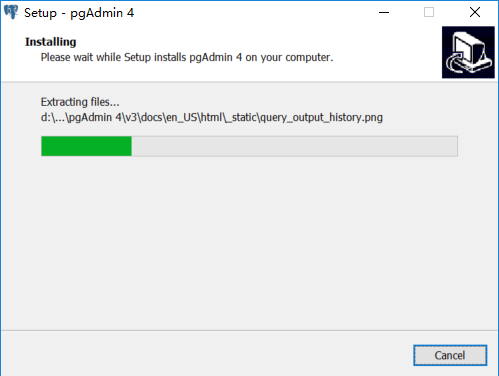 Setup - pgAdmin 4
Installing
Please wait while Setup installs pgAdmin 4 on your computer.
Extracting files...
d:\...\pgAdmin 4\v3\docs\en_US\html\_static\query_output_history.png
Cancel